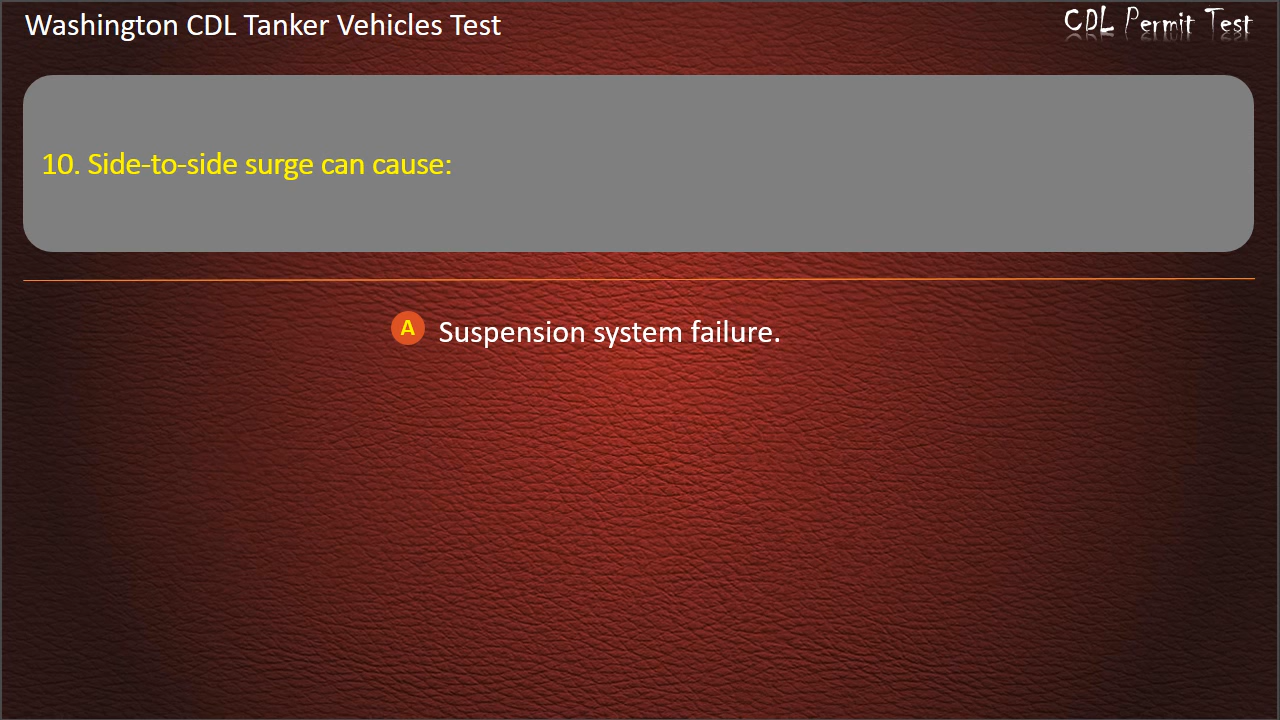 Washington CDL Tanker Vehicles Test
CDL Permit Test
10. Side-to-side surge can cause:
A Suspension system failure.